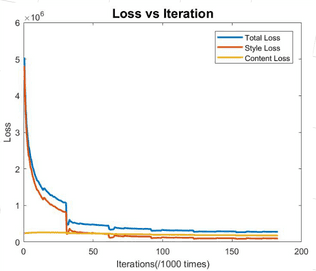 Loss vs Iteration
×10⁶
6
5
4
3
2
1
0
Loss
Total Loss
Style Loss
Content Loss
0 50 100 150 200
Iterations(/1000 times)